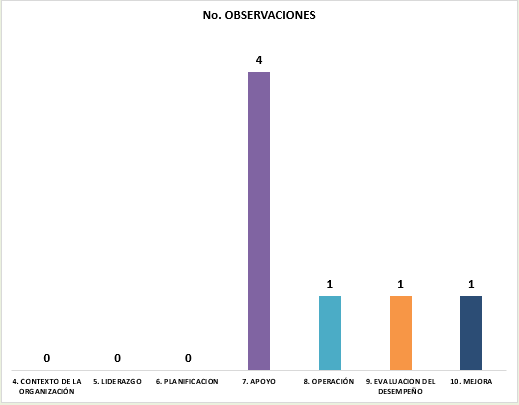 No. OBSERVACIONES
4
1
1
1
0
0
0
4. CONTEXTO DE LA
ORGANIZACIÓN
5. LIDERAZGO
6. PLANIFICACION
7. APOYO
8. OPERACIÓN
9. EVALUACION DEL
DESEMPEÑO
10. MEJORA